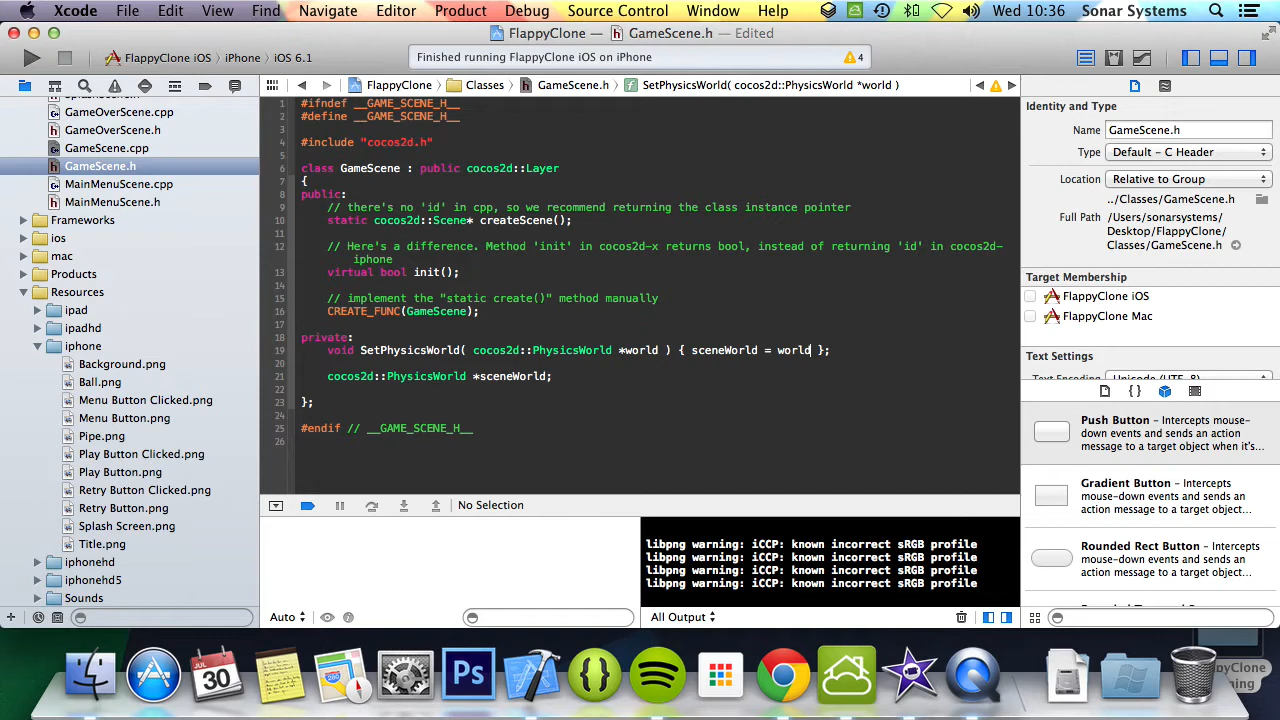 Xcode File Edit View Find Navigate Editor Product Debug Source Control Window Help Wed 10:36 Sonar Systems
FlappyClone — GameScene.h — Edited
FlappyClone iOS iPhone iOS 6.1 Finished running FlappyClone iOS on iPhone 4
FlappyClone Classes GameScene.h SetPhysicsWorld( cocos2d::PhysicsWorld *world )
GameOverScene.cpp
GameOverScene.h
GameScene.cpp
GameScene.h
MainMenuScene.cpp
MainMenuScene.h
Frameworks
ios
mac
Products
Resources
ipad
ipadhd
iphone
Background.png
Ball.png
Menu Button Clicked.png
Menu Button.png
Pipe.png
Play Button Clicked.png
Play Button.png
Retry Button Clicked.png
Retry Button.png
Splash Screen.png
Title.png
iphonehd
iphonehd5
Sounds
1 #ifndef __GAME_SCENE_H__
2 #define __GAME_SCENE_H__
3
4 #include "cocos2d.h"
5
6 class GameScene : public cocos2d::Layer
7 {
8 public:
9 // there's no 'id' in cpp, so we recommend returning the class instance pointer
10 static cocos2d::Scene* createScene();
11
12 // Here's a difference. Method 'init' in cocos2d-x returns bool, instead of returning 'id' in cocos2d-
iphone
13 virtual bool init();
14
15 // implement the "static create()" method manually
16 CREATE_FUNC(GameScene);
17
18 private:
19 void SetPhysicsWorld( cocos2d::PhysicsWorld *world ) { sceneWorld = world };
20
21 cocos2d::PhysicsWorld *sceneWorld;
22
23 };
24
25 #endif // __GAME_SCENE_H__
26
No Selection
libpng warning: iCCP: known incorrect sRGB profile
libpng warning: iCCP: known incorrect sRGB profile
libpng warning: iCCP: known incorrect sRGB profile
libpng warning: iCCP: known incorrect sRGB profile
Auto
All Output
Identity and Type
Name GameScene.h
Type Default – C Header
Location Relative to Group
../Classes/GameScene.h
Full Path /Users/sonarsystems/
Desktop/FlappyClone/
Classes/GameScene.h
Target Membership
FlappyClone iOS
FlappyClone Mac
Text Settings
Push Button – Intercepts
mouse-down events and sends an
action message to a target object when it's...
Gradient Button – Intercepts
mouse-down events and sends an
action message to a target object...
Rounded Rect Button – Intercepts
mouse-down events and sends an
action message to a target object...
JUL
30
Ps